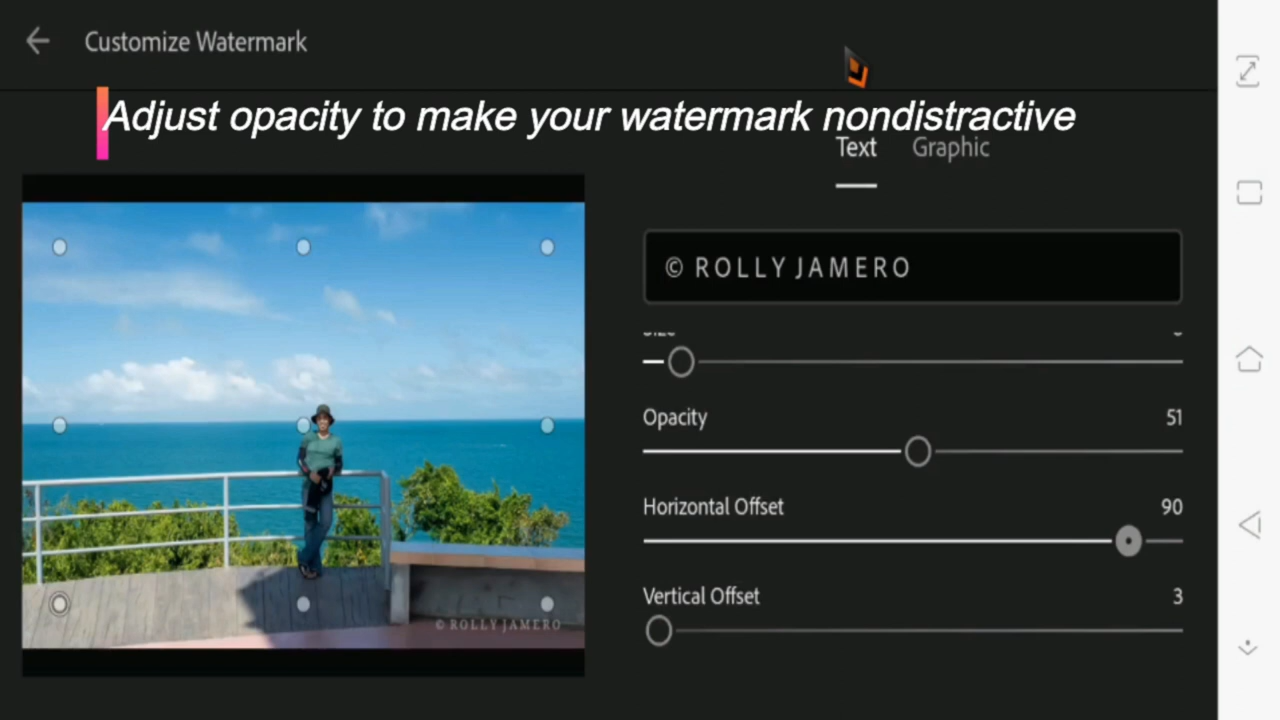 Customize Watermark
Adjust opacity to make your watermark nondistractive
Text Graphic
© ROLLY JAMERO
Size
Opacity 51
Horizontal Offset 90
Vertical Offset 3
© ROLLY JAMERO